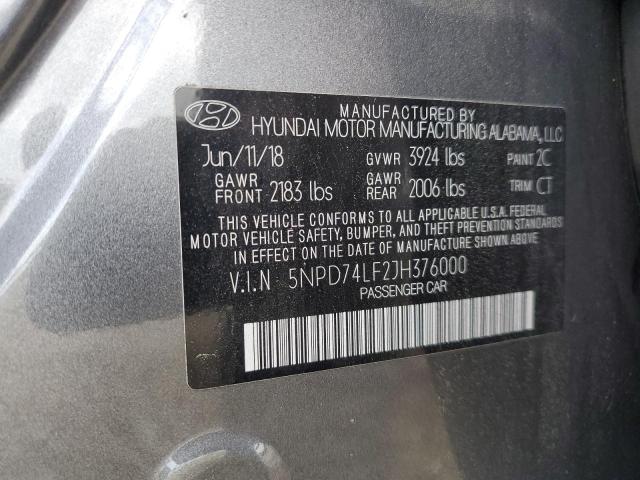 MANUFACTURED BY
HYUNDAI MOTOR MANUFACTURING ALABAMA, LLC
Jun/11/18 GVWR 3924 lbs PAINT 2C
GAWR FRONT 2183 lbs GAWR REAR 2006 lbs TRIM CT
THIS VEHICLE CONFORMS TO ALL APPLICABLE U.S.A. FEDERAL
MOTOR VEHICLE SAFETY, BUMPER, AND THEFT PREVENTION STANDARDS
IN EFFECT ON THE DATE OF MANUFACTURE SHOWN ABOVE.
V.I.N 5NPD74LF2JH376000
PASSENGER CAR